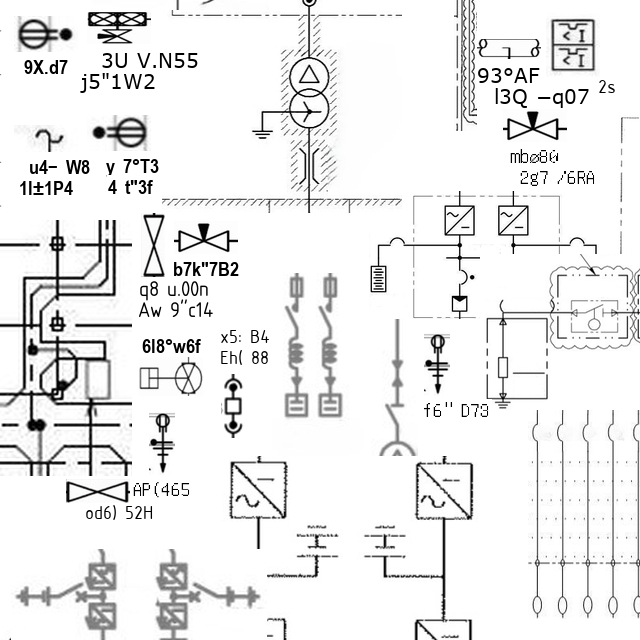 9X.d7
3U V.N55
j5"1W2
93°AF
l3Q −q07
2s
u4− W8
1l±1P4
y 7°T3
4 t"3f
mbø80
2g7 /6RA
b7k"7B2
q8 u.00n
Aw 9"c14
6l8°w6f
x5: B4
Eh( 88
f6" D73
AP(465
od6) 52H